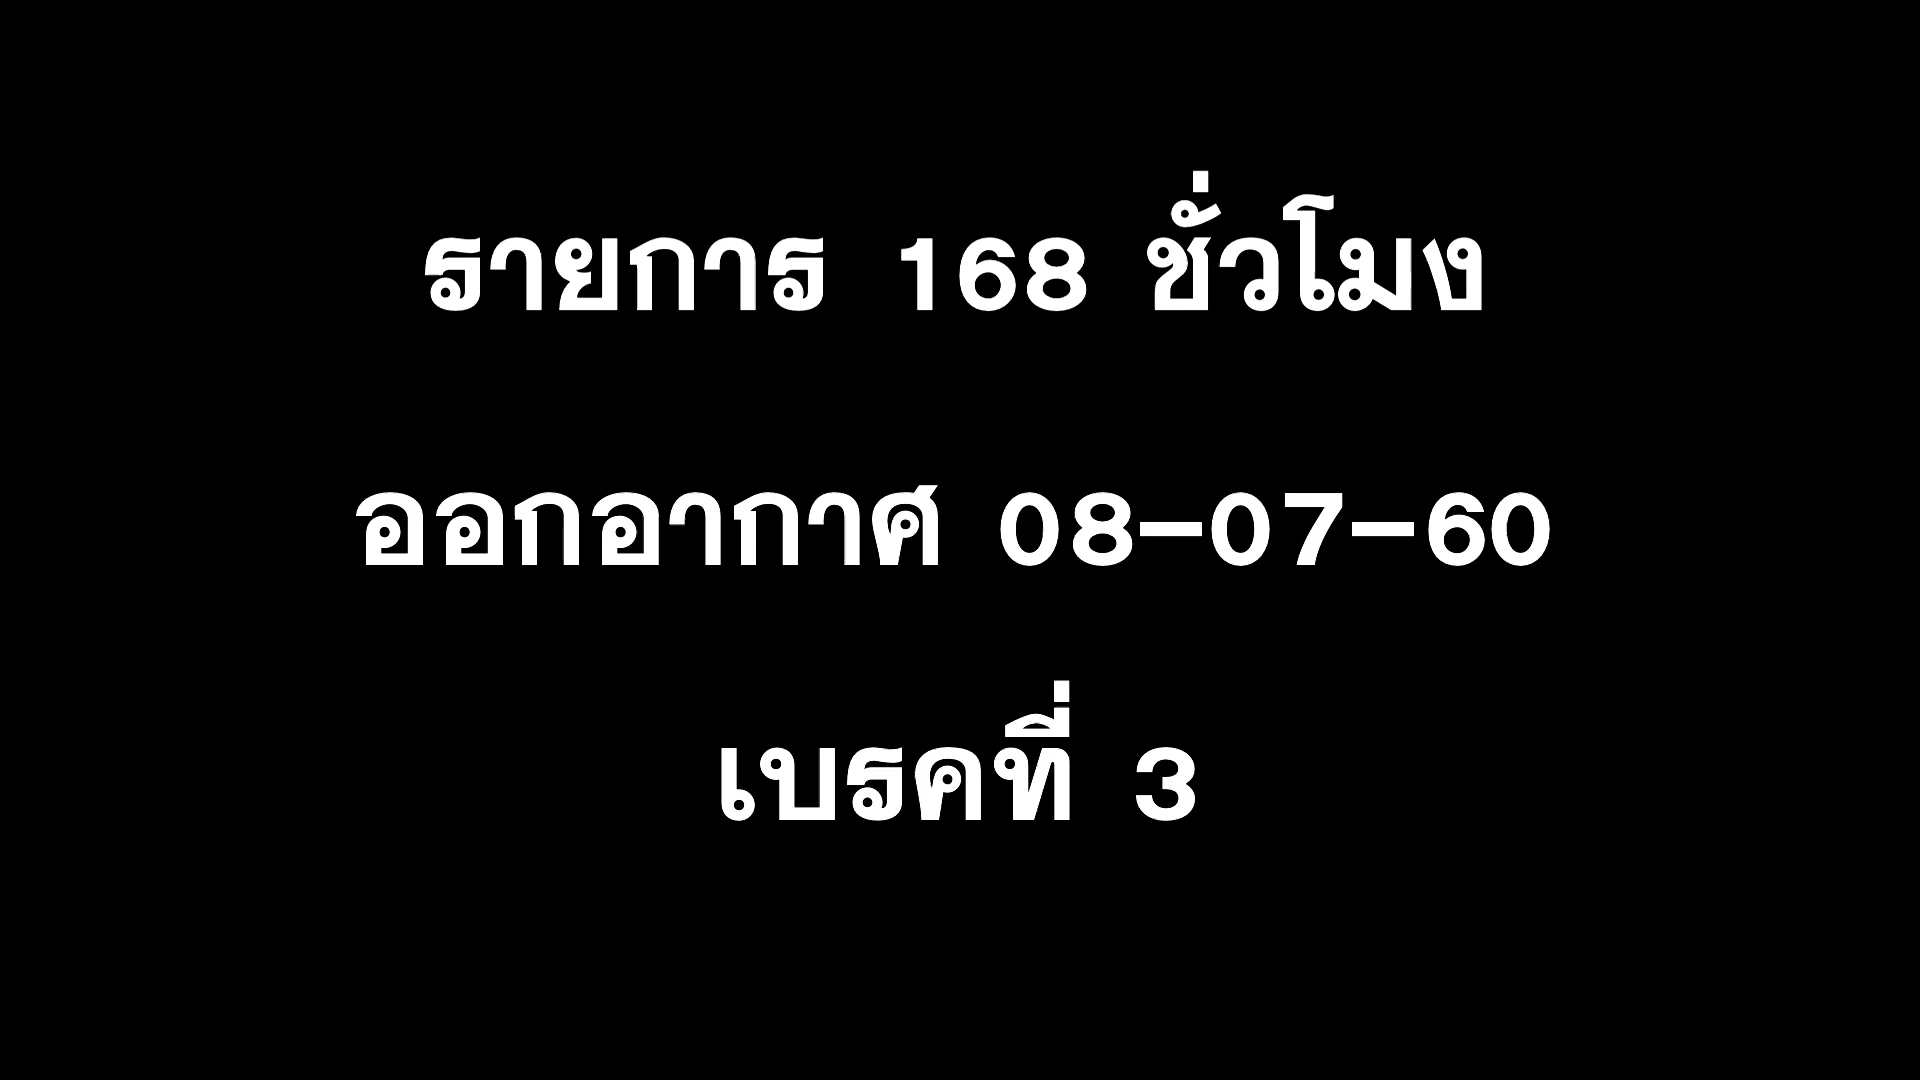 รายการ 168 ชั่วโมง
ออกอากาศ 08-07-60
เบรคที่ 3